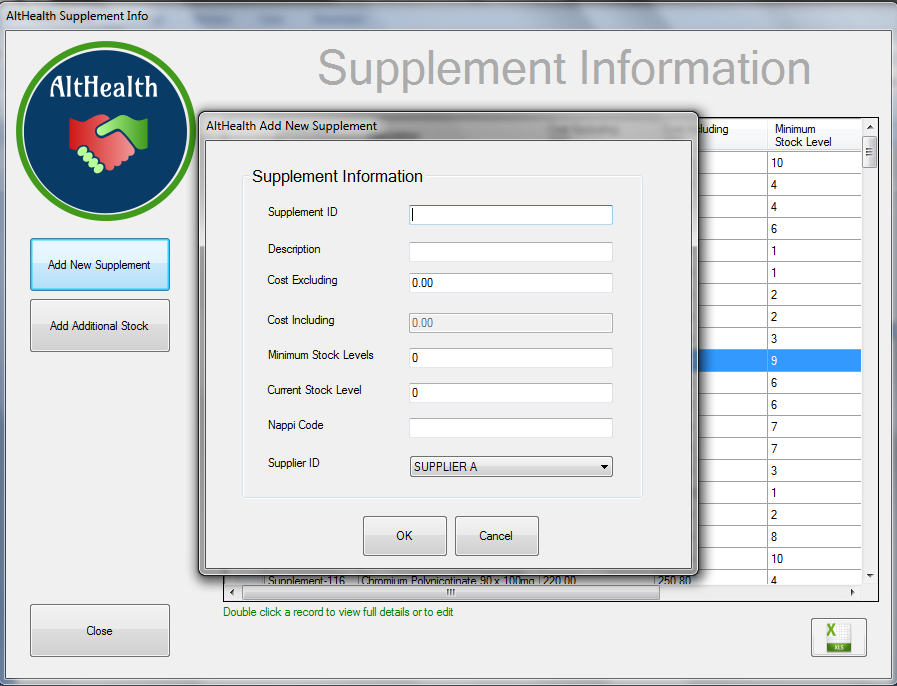 AltHealth Supplement Info
AltHealth
Supplement Information
AltHealth Add New Supplement
Supplement Information
Supplement ID
Description
Cost Excluding
0.00
Cost Including
0.00
Minimum Stock Levels
0
Current Stock Level
0
Nappi Code
Supplier ID
SUPPLIER A
OK
Cancel
Add New Supplement
Add Additional Stock
Close
Minimum
Stock Level
10
4
4
6
1
1
2
2
3
9
6
6
7
7
3
1
2
8
10
Supplement-116 Chromium Polynicotinate 90 x 100mg 220.00 250.80 4
Double click a record to view full details or to edit
X
XLS